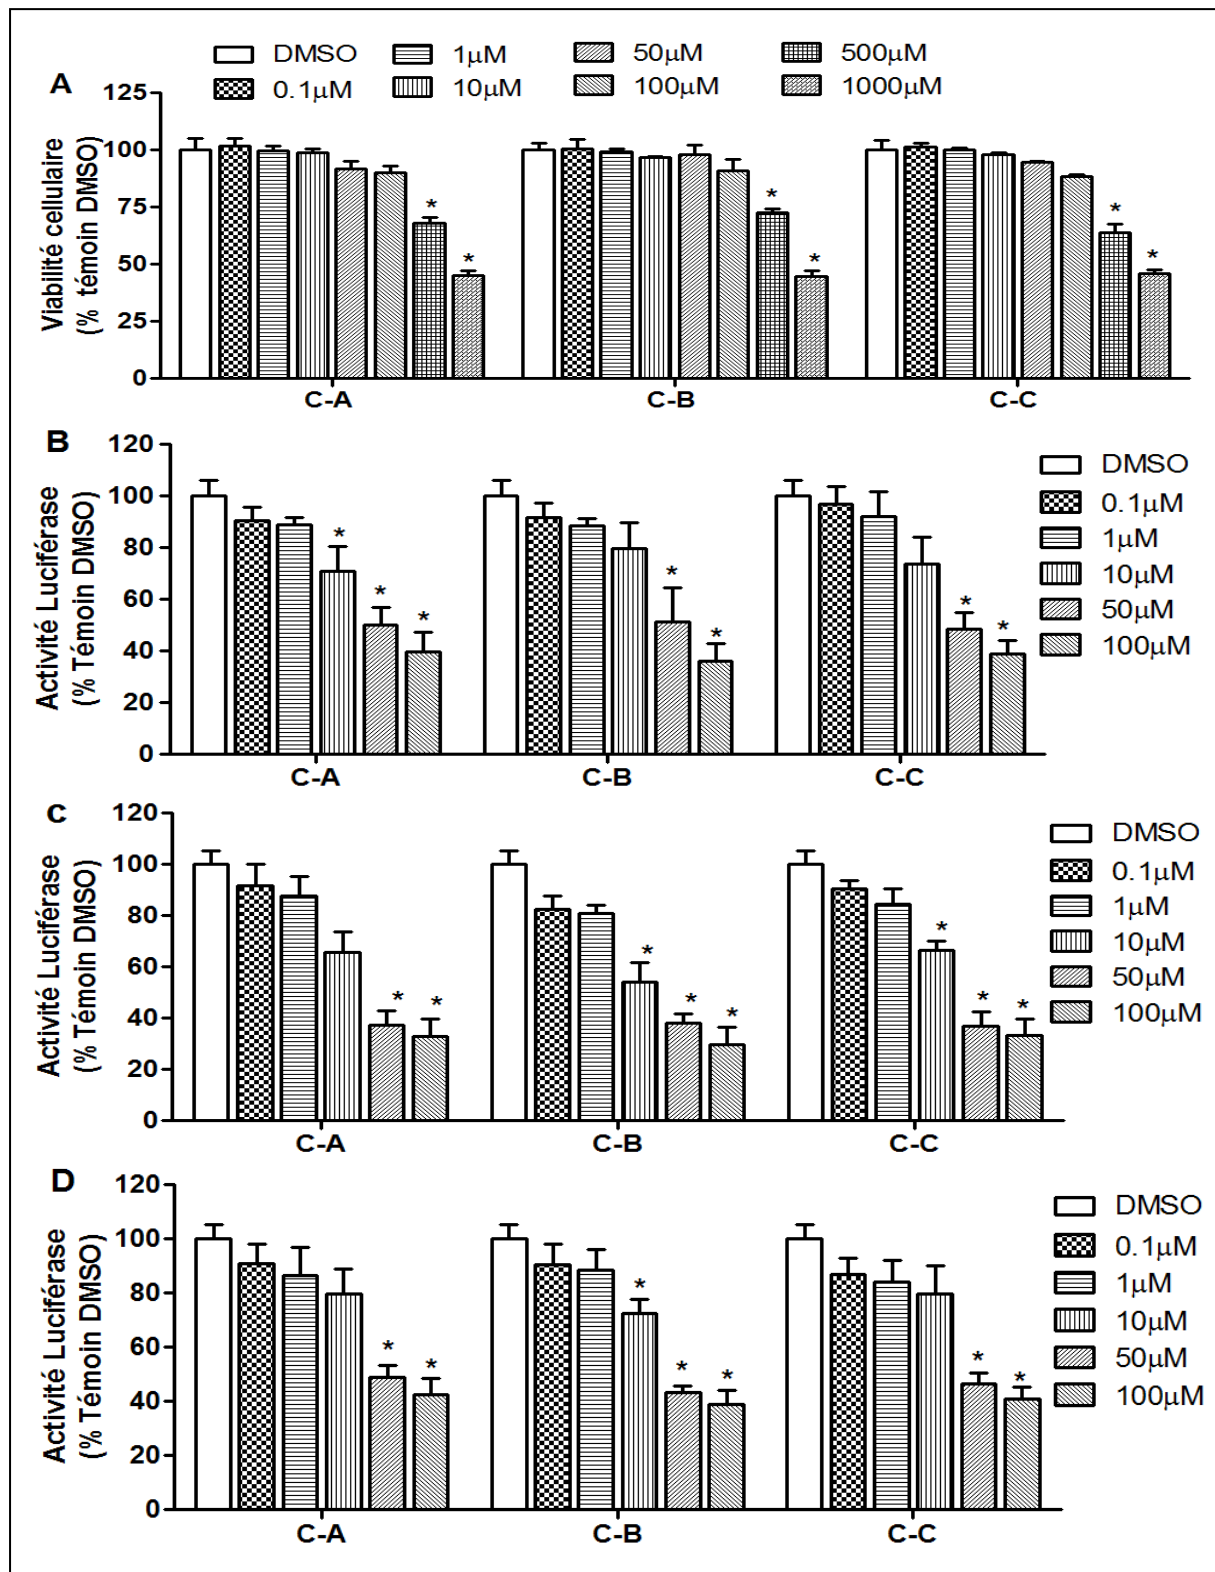 DMSO 1µM 50µM 500µM
0.1µM 10µM 100µM 1000µM
A
Viabilité cellulaire
(% témoin DMSO)
125
100
75
50
25
0
* * * * * *
C-A C-B C-C
B
Activité Luciférase
(% Témoin DMSO)
120
100
80
60
40
20
0
* * * * * * *
C-A C-B C-C
DMSO
0.1µM
1µM
10µM
50µM
100µM
c
Activité Luciférase
(% Témoin DMSO)
120
100
80
60
40
20
0
* * * * * * * *
C-A C-B C-C
DMSO
0.1µM
1µM
10µM
50µM
100µM
D
Activité Luciférase
(% Témoin DMSO)
120
100
80
60
40
20
0
* * * * * * *
C-A C-B C-C
DMSO
0.1µM
1µM
10µM
50µM
100µM